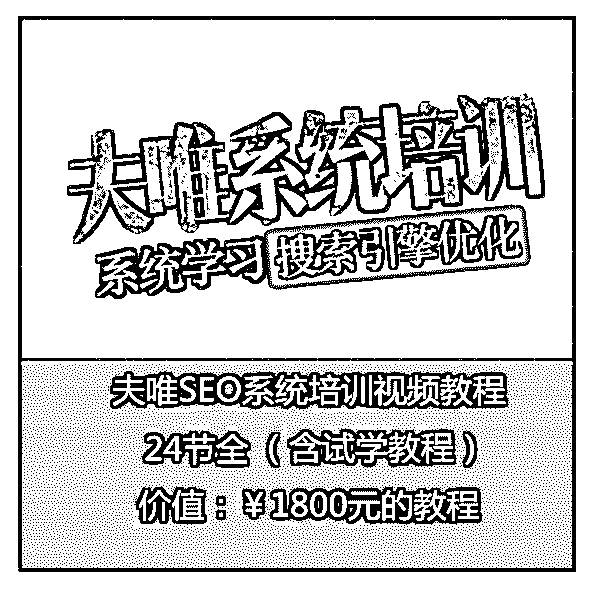 夫唯系统培训
系统学习 搜索引擎优化
夫唯SEO系统培训视频教程
24节全（含试学教程）
价值：￥1800元的教程